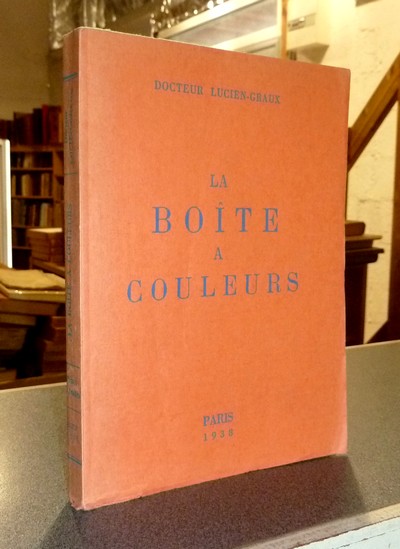 DOCTEUR LUCIEN-GRAUX
LA
BOÎTE
A
COULEURS
PARIS
1938